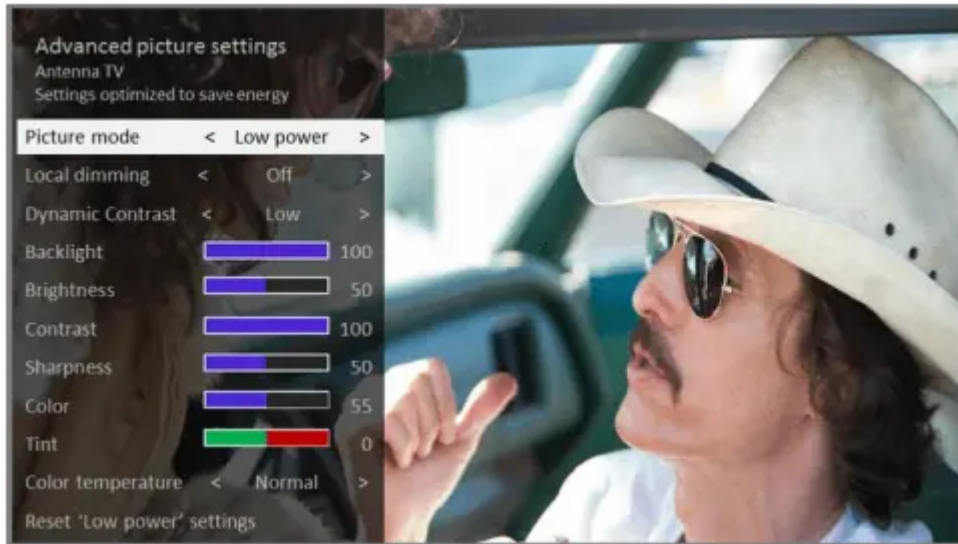 Advanced picture settings
Antenna TV
Settings optimized to save energy
Picture mode < Low power >
Local dimming < Off >
Dynamic Contrast < Low >
Backlight 100
Brightness 50
Contrast 100
Sharpness 50
Color 55
Tint 0
Color temperature < Normal >
Reset 'Low power' settings